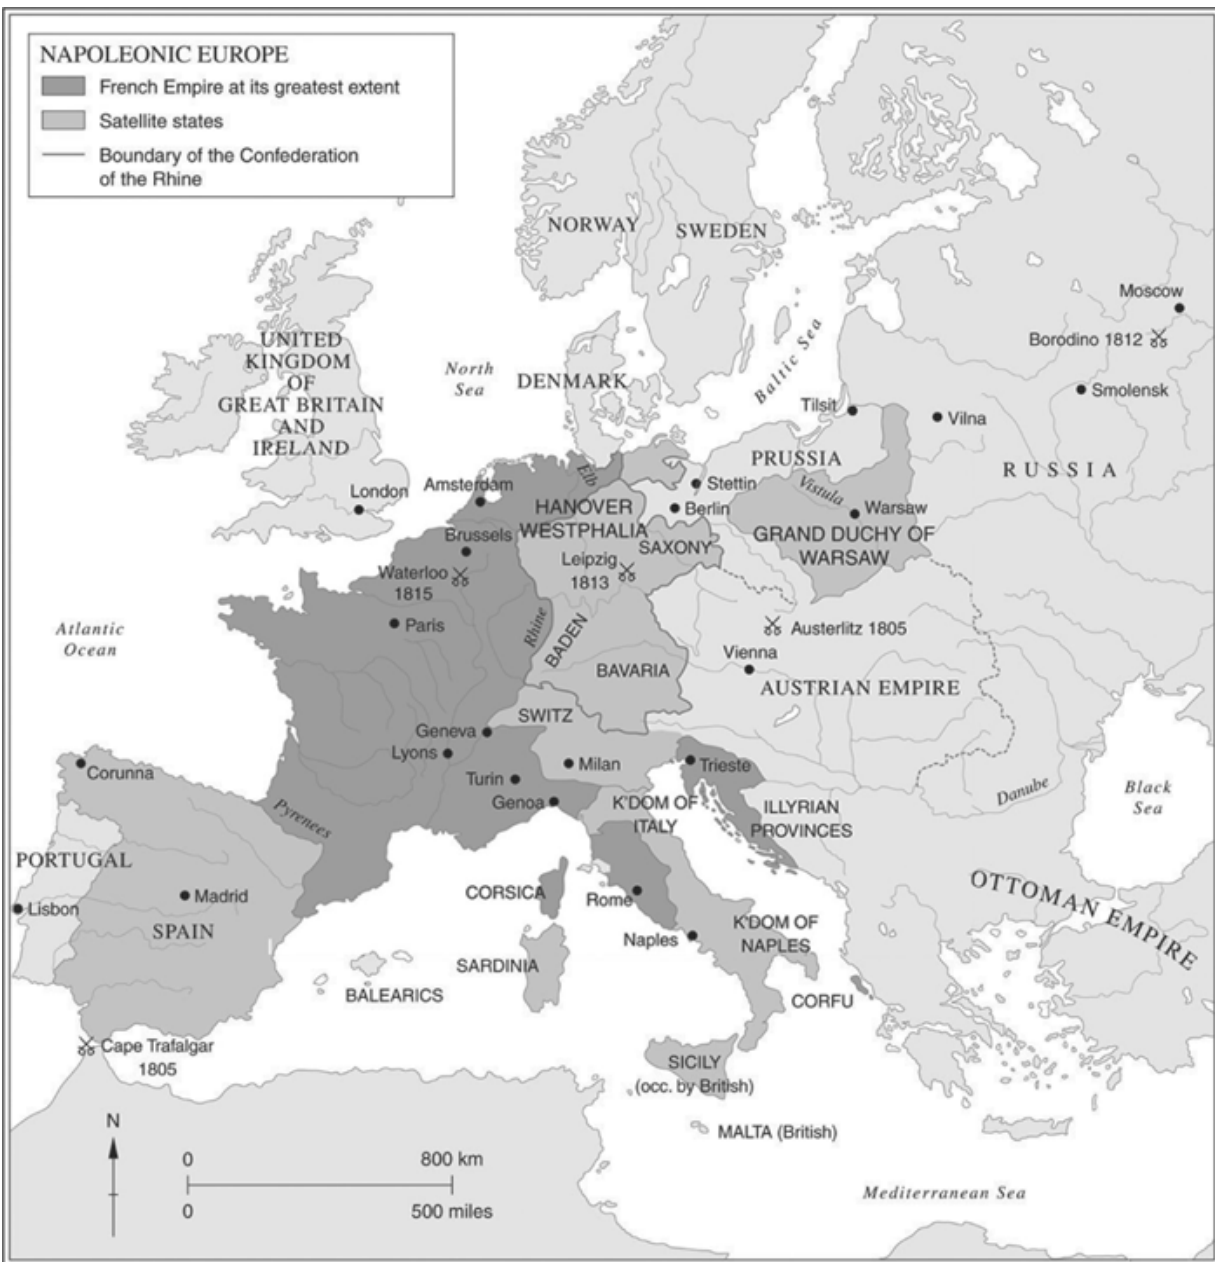 NAPOLEONIC EUROPE
French Empire at its greatest extent
Satellite states
Boundary of the Confederation
of the Rhine
NORWAY
SWEDEN
Moscow
Borodino 1812
UNITED
KINGDOM
OF
GREAT BRITAIN
AND
IRELAND
North
Sea
DENMARK
Baltic Sea
Smolensk
Tilsit
Vilna
PRUSSIA
RUSSIA
London
Amsterdam
Elb
Stettin
Vistula
HANOVER
Berlin
Warsaw
WESTPHALIA
Brussels
SAXONY
GRAND DUCHY OF
WARSAW
Leipzig
1813
Waterloo
1815
Atlantic
Ocean
Paris
Rhine
BADEN
Austerlitz 1805
Vienna
BAVARIA
AUSTRIAN EMPIRE
SWITZ
Geneva
Lyons
Corunna
Milan
Trieste
Turin
Genoa
Danube
Black
Sea
Pyrenees
K'DOM OF
ITALY
ILLYRIAN
PROVINCES
PORTUGAL
Madrid
Lisbon
SPAIN
CORSICA
Rome
OTTOMAN EMPIRE
K'DOM OF
NAPLES
Naples
SARDINIA
BALEARICS
CORFU
Cape Trafalgar
1805
SICILY
(occ. by British)
MALTA (British)
N
0
800 km
0
500 miles
Mediterranean Sea